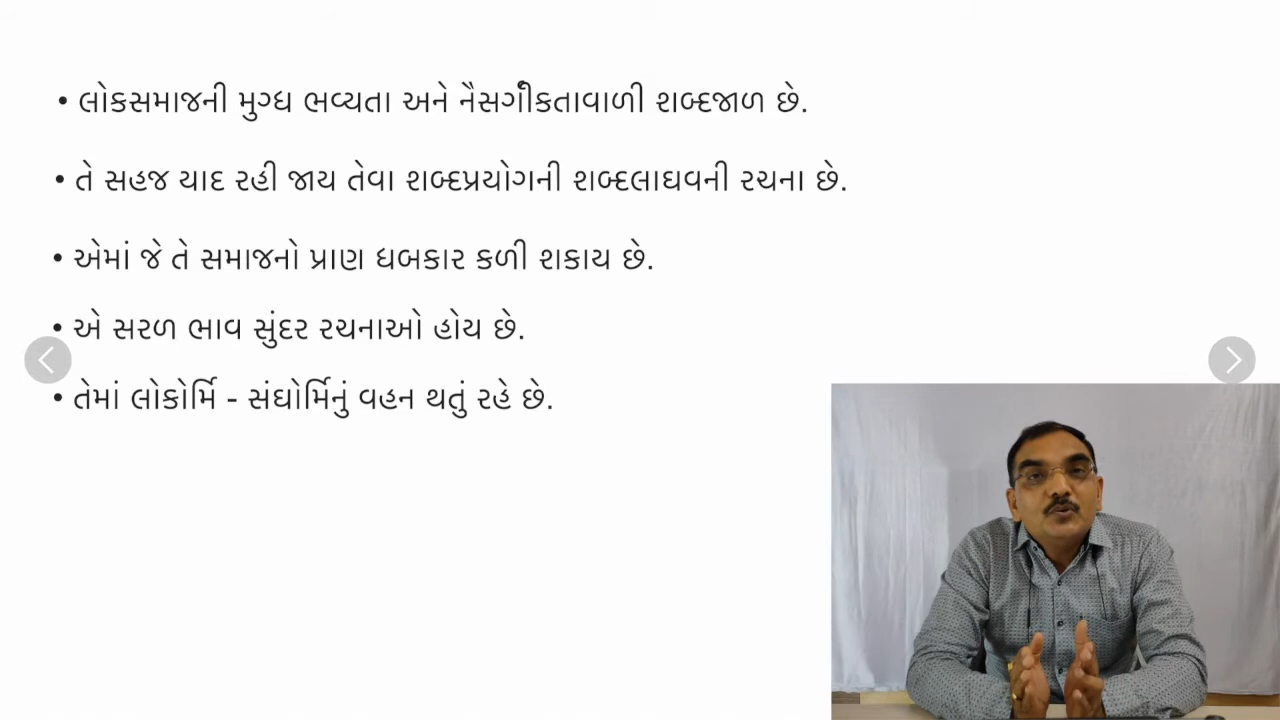 • લોકસમાજની મુગ્ધ ભવ્યતા અને નૈસર્ગીકતાવાળી શબ્દજાળ છે.
• તે સહજ યાદ રહી જાય તેવા શબ્દપ્રયોગની શબ્દલાઘવની રચના છે.
• એમાં જે તે સમાજનો પ્રાણ ધબકાર કળી શકાય છે.
• એ સરળ ભાવ સુંદર રચનાઓ હોય છે.
• તેમાં લોકોર્મિ - સંઘોર્મિનું વહન થતું રહે છે.